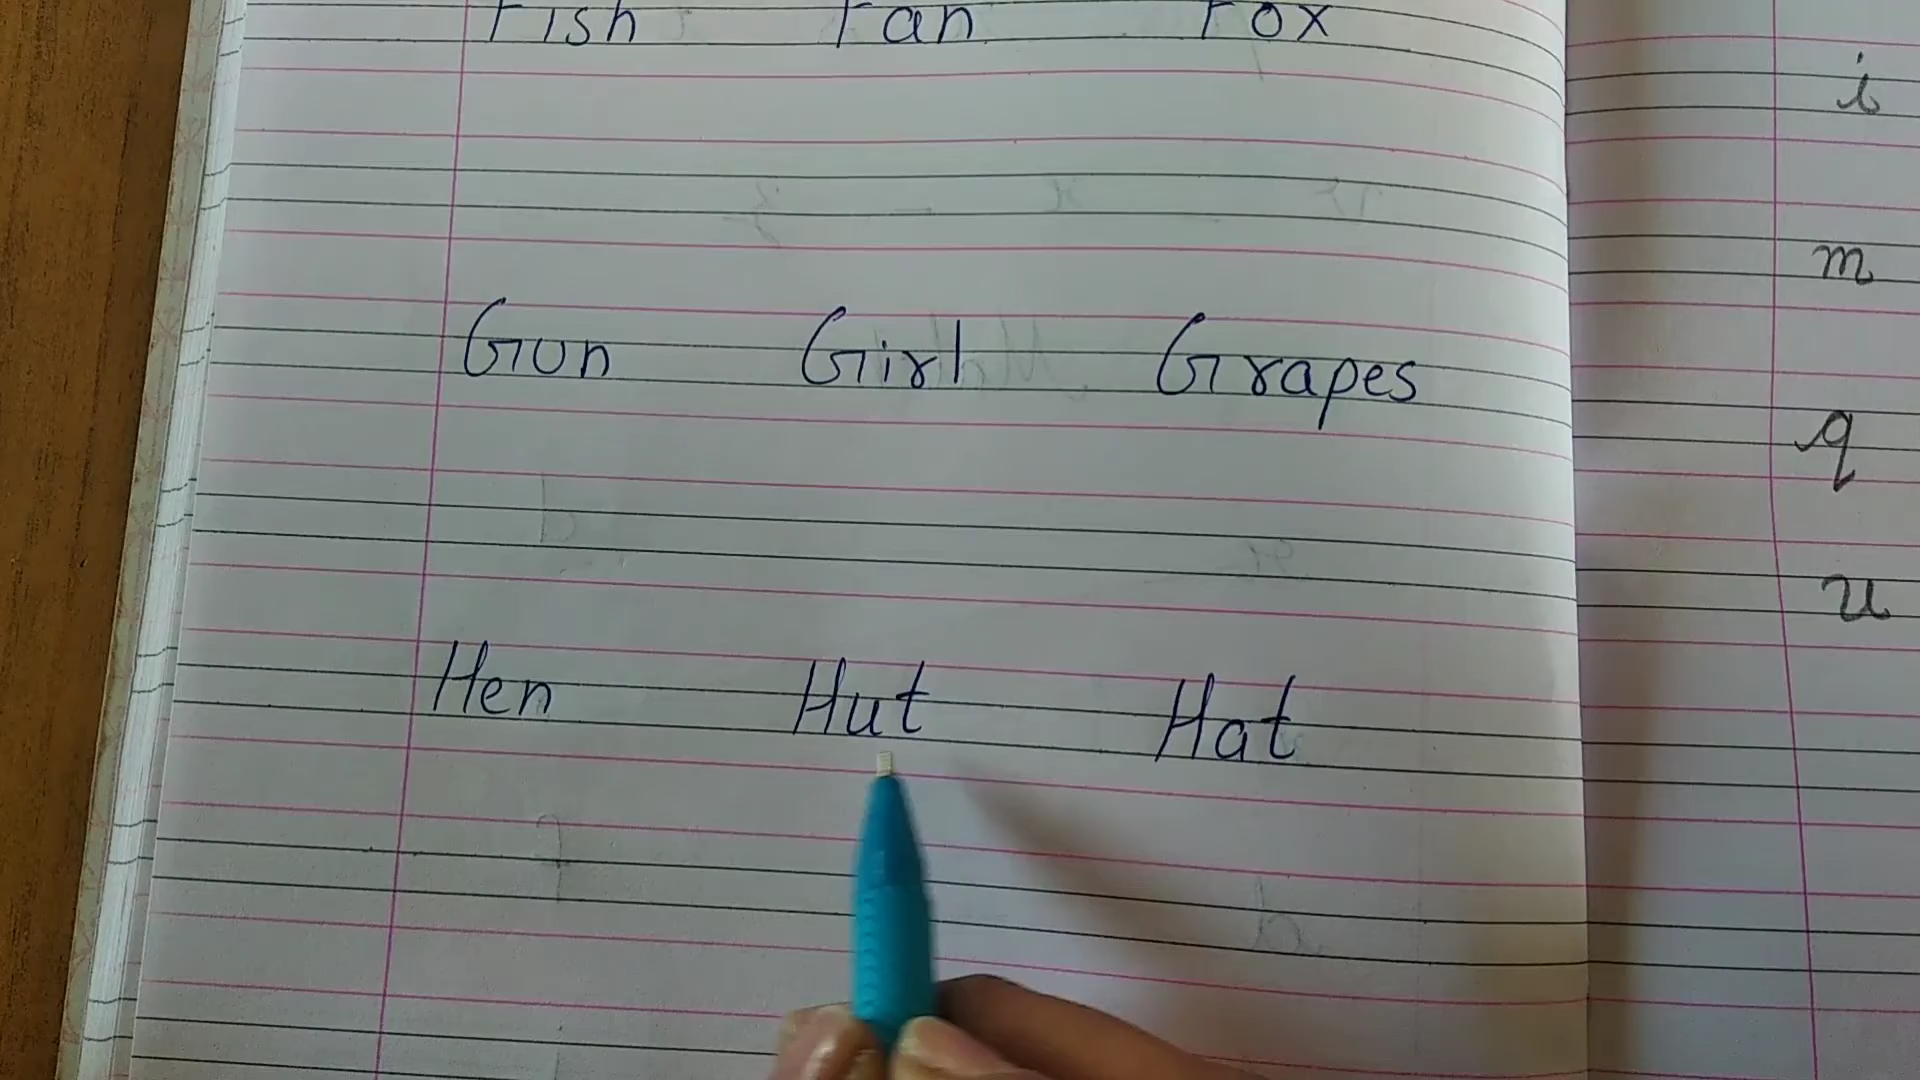 Fish Fan Fox
Gun Girl Grapes
Hen Hut Hat
i
m
q
u